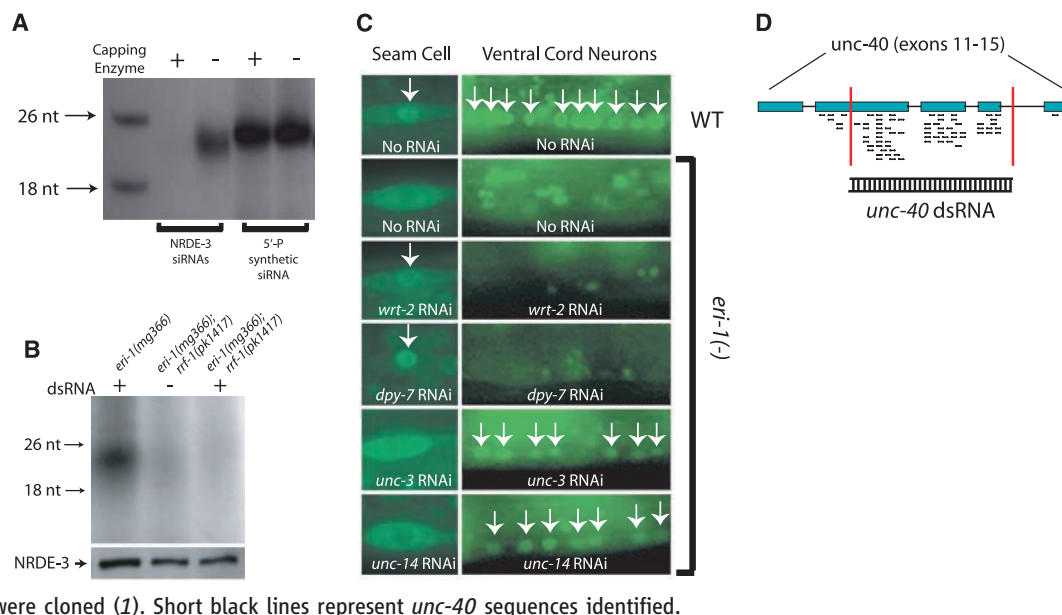 A
Capping
Enzyme
+ - + -
26 nt
18 nt
NRDE-3
siRNAs
5'-P
synthetic
siRNA
B
eri-1(mg366)
eri-1(mg366);
rrf-1(pk1417)
eri-1(mg366);
rrf-1(pk1417)
dsRNA + - +
26 nt
18 nt
NRDE-3
C
Seam Cell
Ventral Cord Neurons
No RNAi
No RNAi
WT
No RNAi
No RNAi
wrt-2 RNAi
wrt-2 RNAi
dpy-7 RNAi
dpy-7 RNAi
unc-3 RNAi
unc-3 RNAi
unc-14 RNAi
unc-14 RNAi
eri-1(-)
D
unc-40 (exons 11-15)
unc-40 dsRNA
were cloned (1). Short black lines represent unc-40 sequences identified.